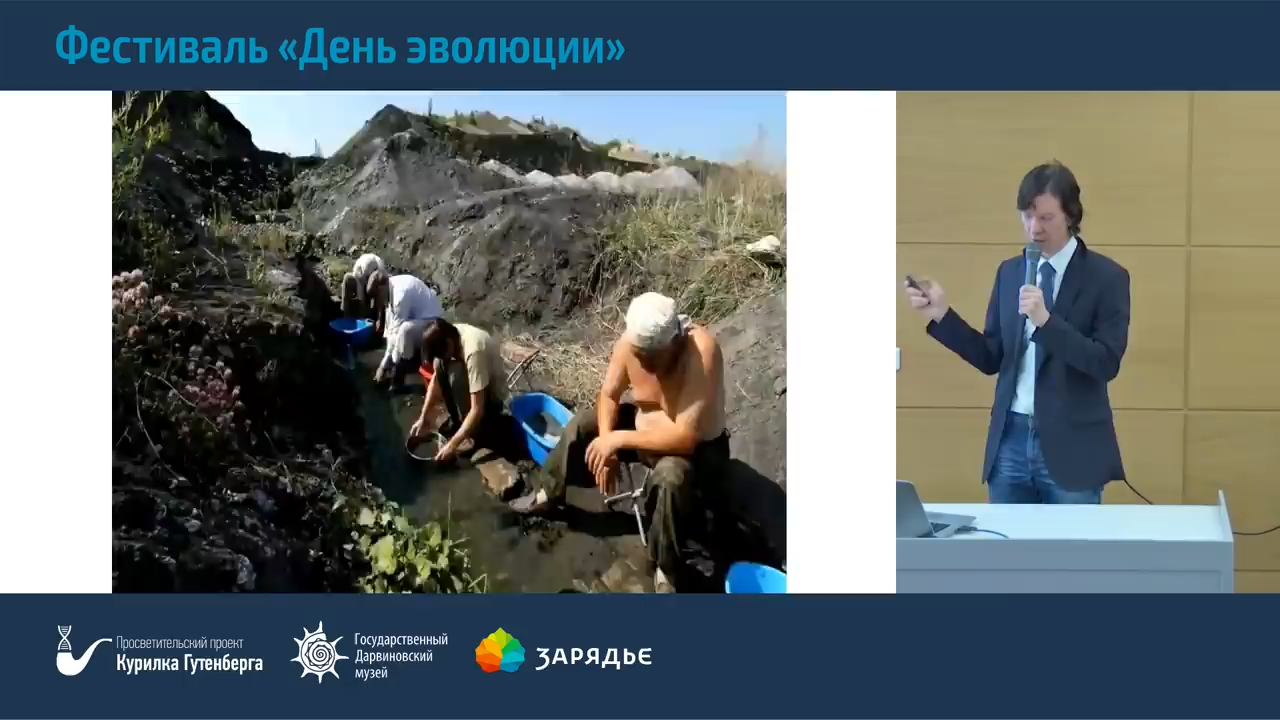 Фестиваль «День эволюции»
Просветительский проект
Курилка Гутенберга
Государственный
Дарвиновский
музей
ЗАРЯДЬЕ